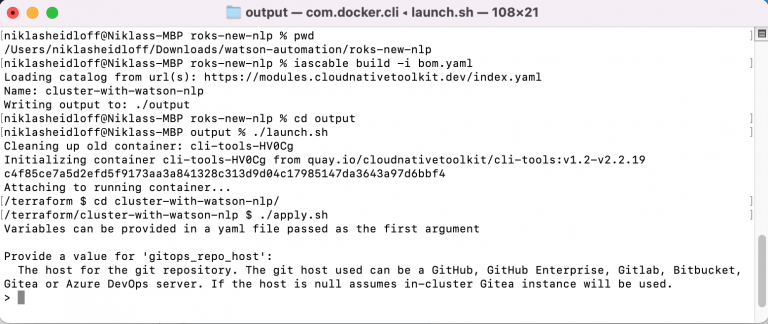 output — com.docker.cli ◂ launch.sh — 108×21
[niklasheidloff@Niklass-MBP roks-new-nlp % pwd ]
/Users/niklasheidloff/Downloads/watson-automation/roks-new-nlp
[niklasheidloff@Niklass-MBP roks-new-nlp % iascable build -i bom.yaml ]
Loading catalog from url(s): https://modules.cloudnativetoolkit.dev/index.yaml
Name: cluster-with-watson-nlp
Writing output to: ./output
[niklasheidloff@Niklass-MBP roks-new-nlp % cd output ]
[niklasheidloff@Niklass-MBP output % ./launch.sh ]
Cleaning up old container: cli-tools-HV0Cg
Initializing container cli-tools-HV0Cg from quay.io/cloudnativetoolkit/cli-tools:v1.2-v2.2.19
c4f85ce7a5d2efd5f9173aa3a841328c313d9d04c17985147da3643a97d6bbf4
Attaching to running container...
[/terraform $ cd cluster-with-watson-nlp/ ]
[/terraform/cluster-with-watson-nlp $ ./apply.sh ]
Variables can be provided in a yaml file passed as the first argument
Provide a value for 'gitops_repo_host':
The host for the git repository. The git host used can be a GitHub, GitHub Enterprise, Gitlab, Bitbucket,
Gitea or Azure DevOps server. If the host is null assumes in-cluster Gitea instance will be used.
>